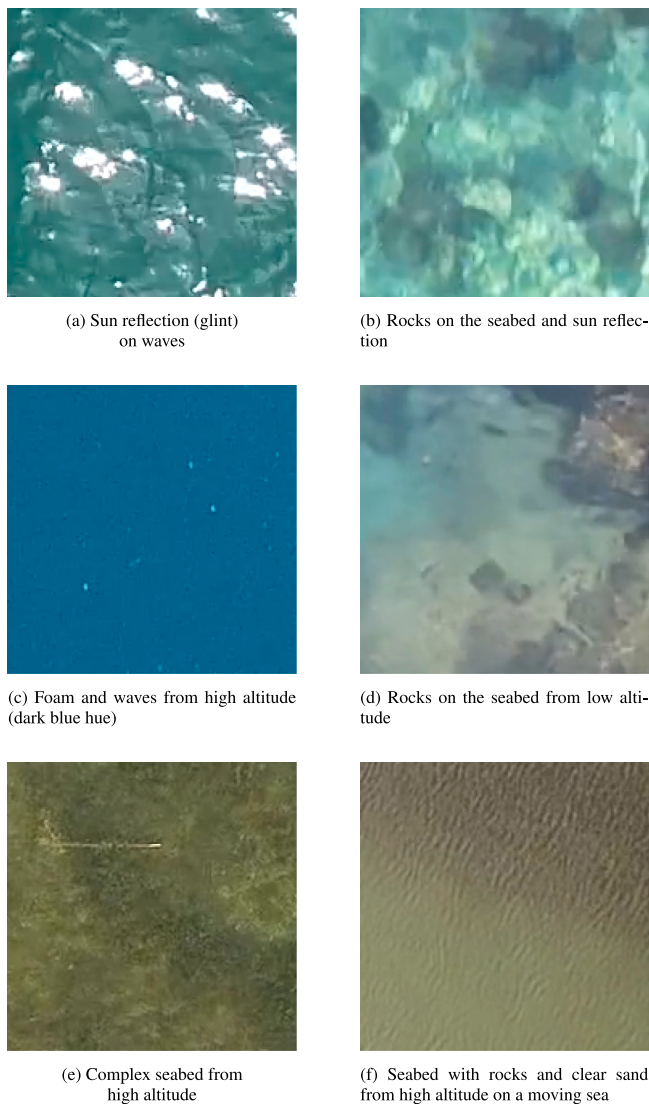 (a) Sun reflection (glint)
on waves
(b) Rocks on the seabed and sun reflec-
tion
(c) Foam and waves from high altitude
(dark blue hue)
(d) Rocks on the seabed from low alti-
tude
(e) Complex seabed from
high altitude
(f) Seabed with rocks and clear sand
from high altitude on a moving sea